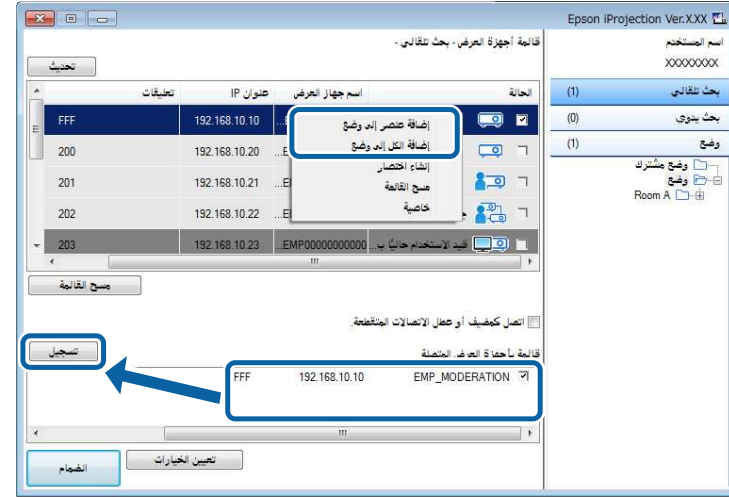 Epson iProjection Ver.X.XX
اسم المستخدم
XXXXXXXX
بحث تلقائي (1)
بحث يدوي (0)
وضع (1)
وضع مشترك
وضع
Room A
قائمة أجهزة العرض - بحث تلقائي -
تحديث
الحالة اسم جهاز العرض عنوان IP تعليقات
192.168.10.10 FFF
192.168.10.20 200
192.168.10.21 201
192.168.10.22 202
قيد الاستخدام حاليًا ب... EMP00000000000... 192.168.10.23 203
إضافة عنصر إلى وضع
إضافة الكل إلى وضع
إنشاء اختصار
مسح القائمة
خاصية
مسح القائمة
اتصل كمضيف أو عطل الاتصالات المتقطعة.
تسجيل
قائمة بأجهزة العرض المتصلة
EMP_MODERATION 192.168.10.10 FFF
تعيين الخيارات
انضمام